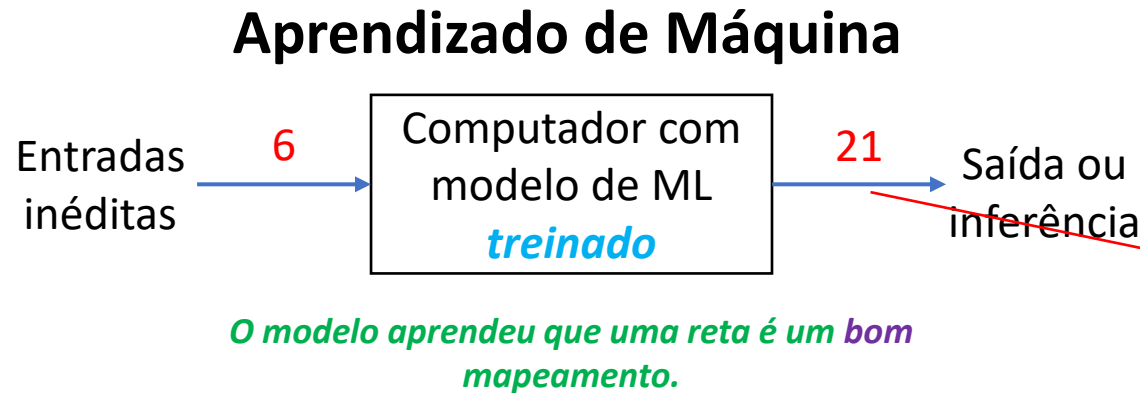 Aprendizado de Máquina
Entradas
inéditas
6
Computador com
modelo de ML
treinado
21
Saída ou
inferência
O modelo aprendeu que uma reta é um bom
mapeamento.